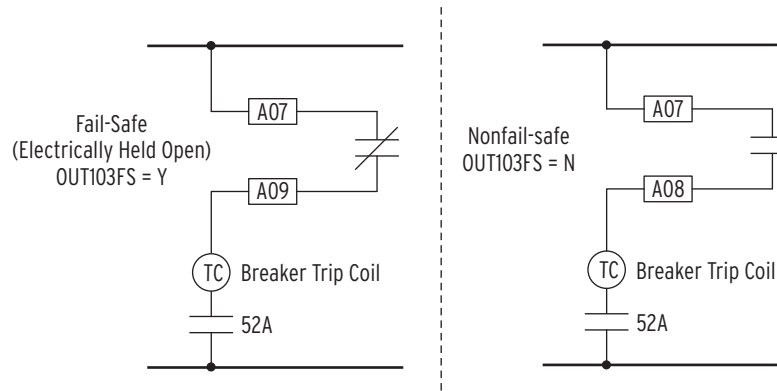 A07
Fail-Safe
(Electrically Held Open)
OUT103FS = Y
A09
TC Breaker Trip Coil
52A
A07
Nonfail-safe
OUT103FS = N
A08
TC Breaker Trip Coil
52A